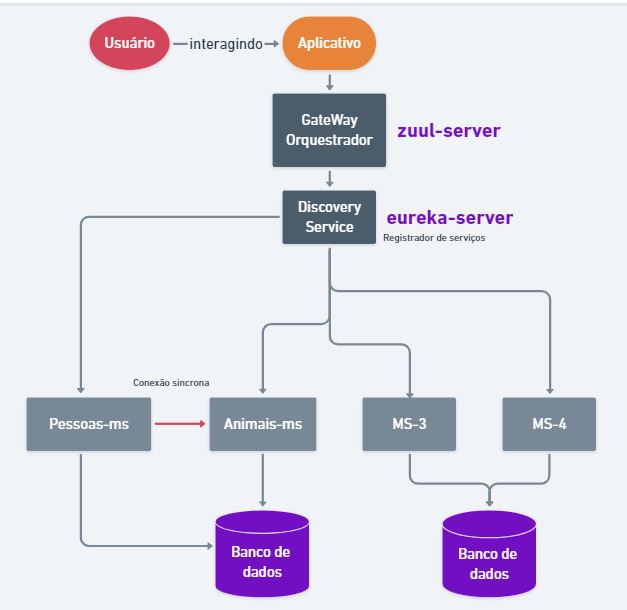 Usuário
interagindo
Aplicativo
GateWay
Orquestrador
zuul-server
Discovery
Service
eureka-server
Registrador de serviços
Conexão sincrona
Pessoas-ms
Animais-ms
MS-3
MS-4
Banco de
dados
Banco de
dados